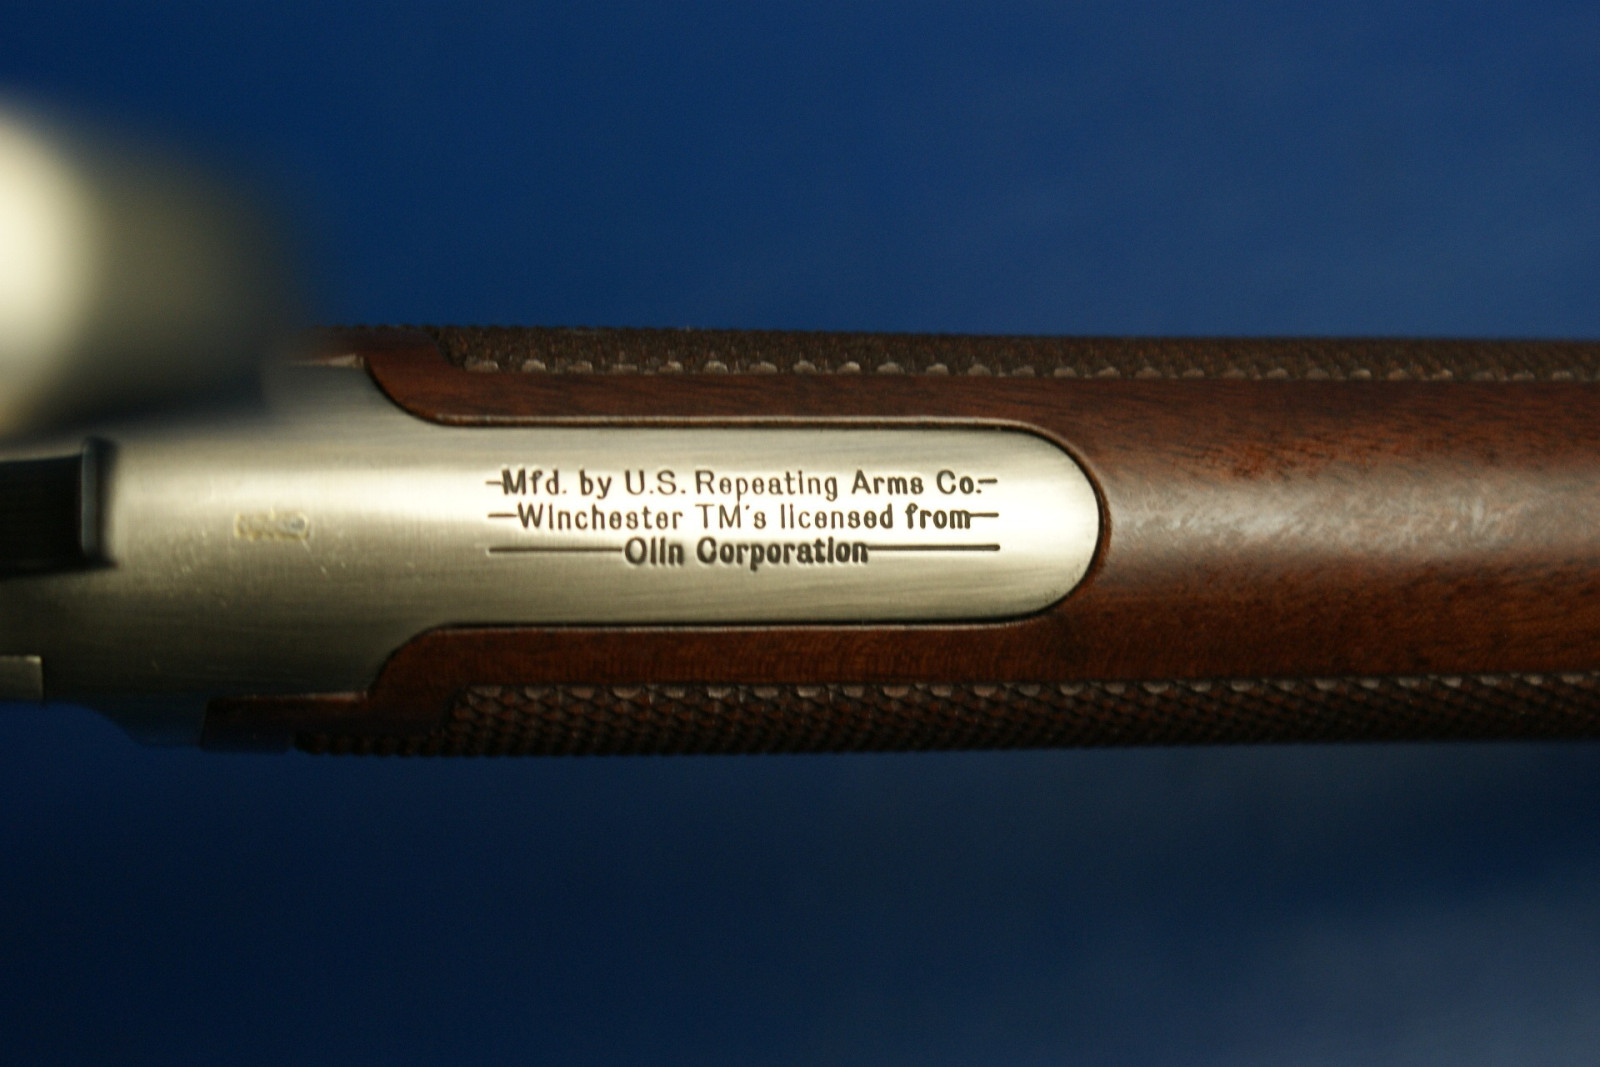 -Mfd. by U.S. Repeating Arms Co.-
-Winchester TM's licensed from-
-Olin Corporation-